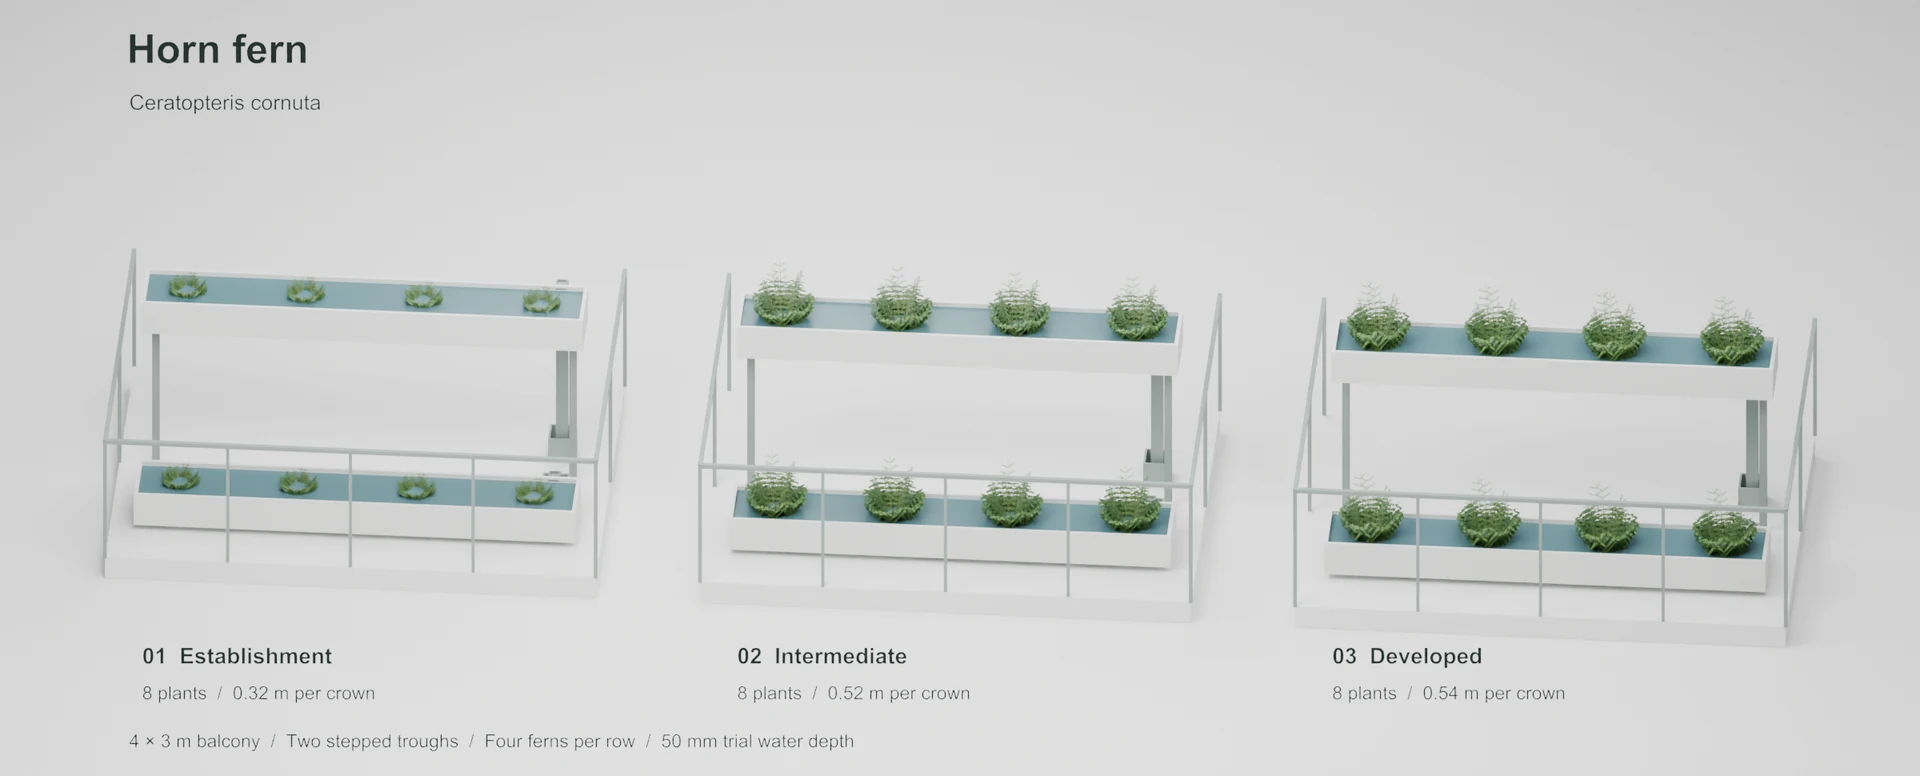 Horn fern
Ceratopteris cornuta
01 Establishment
8 plants / 0.32 m per crown
02 Intermediate
8 plants / 0.52 m per crown
03 Developed
8 plants / 0.54 m per crown
4 × 3 m balcony / Two stepped troughs / Four ferns per row / 50 mm trial water depth